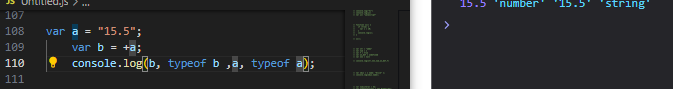 Untitled.js > ...
107
108 var a = "15.5";
109 var b = +a;
110 console.log(b, typeof b ,a, typeof a);
111
15.5 'number' '15.5' 'string'
>